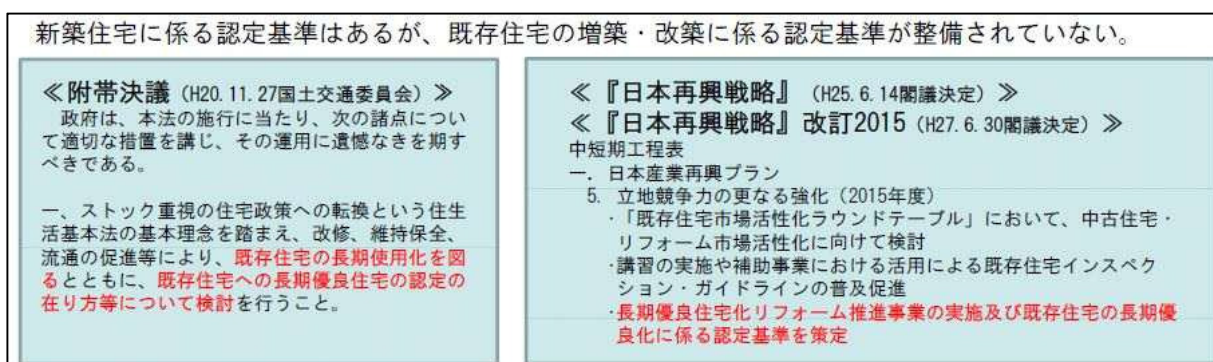 新築住宅に係る認定基準はあるが、既存住宅の増築・改築に係る認定基準が整備されていない。
≪附帯決議（H20.11.27国土交通委員会）≫
政府は、本法の施行に当たり、次の諸点につい
て適切な措置を講じ、その運用に遺憾なきを期す
べきである。
一、ストック重視の住宅政策への転換という住生
活基本法の基本理念を踏まえ、改修、維持保全、
流通の促進等により、既存住宅の長期使用化を図
るとともに、既存住宅への長期優良住宅の認定の
在り方等について検討を行うこと。
≪『日本再興戦略』（H25.6.14閣議決定）≫
≪『日本再興戦略』改訂2015（H27.6.30閣議決定）≫
中短期工程表
一．日本産業再興プラン
5. 立地競争力の更なる強化（2015年度）
・「既存住宅市場活性化ラウンドテーブル」において、中古住宅・
リフォーム市場活性化に向けて検討
・講習の実施や補助事業における活用による既存住宅インスペク
ション・ガイドラインの普及促進
・長期優良住宅化リフォーム推進事業の実施及び既存住宅の長期優
良化に係る認定基準を策定